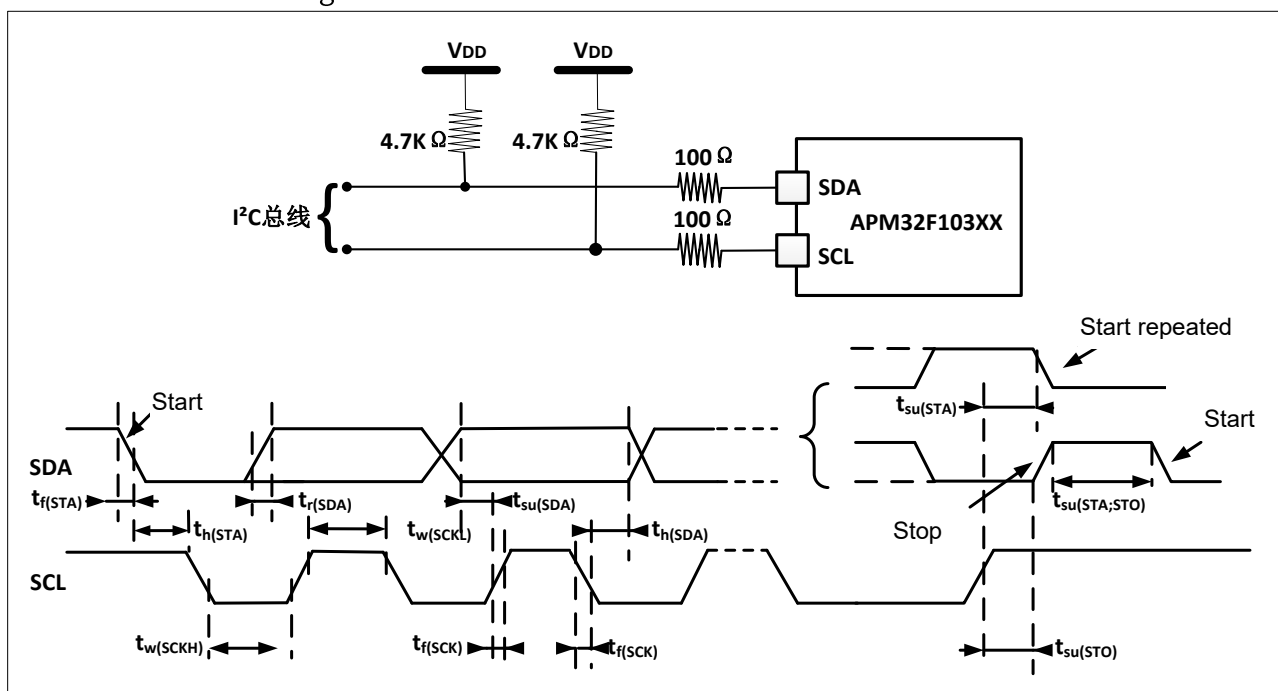 VDD
VDD
4.7K Ω
4.7K Ω
100 Ω
SDA
I²C总线
APM32F103XX
100 Ω
SCL
Start repeated
Start
tsu(STA)
Start
SDA
tf(STA)
tr(SDA)
tsu(SDA)
tsu(STA;STO)
th(STA)
tw(SCKL)
th(SDA)
Stop
SCL
tw(SCKH)
tf(SCK)
tf(SCK)
tsu(STO)